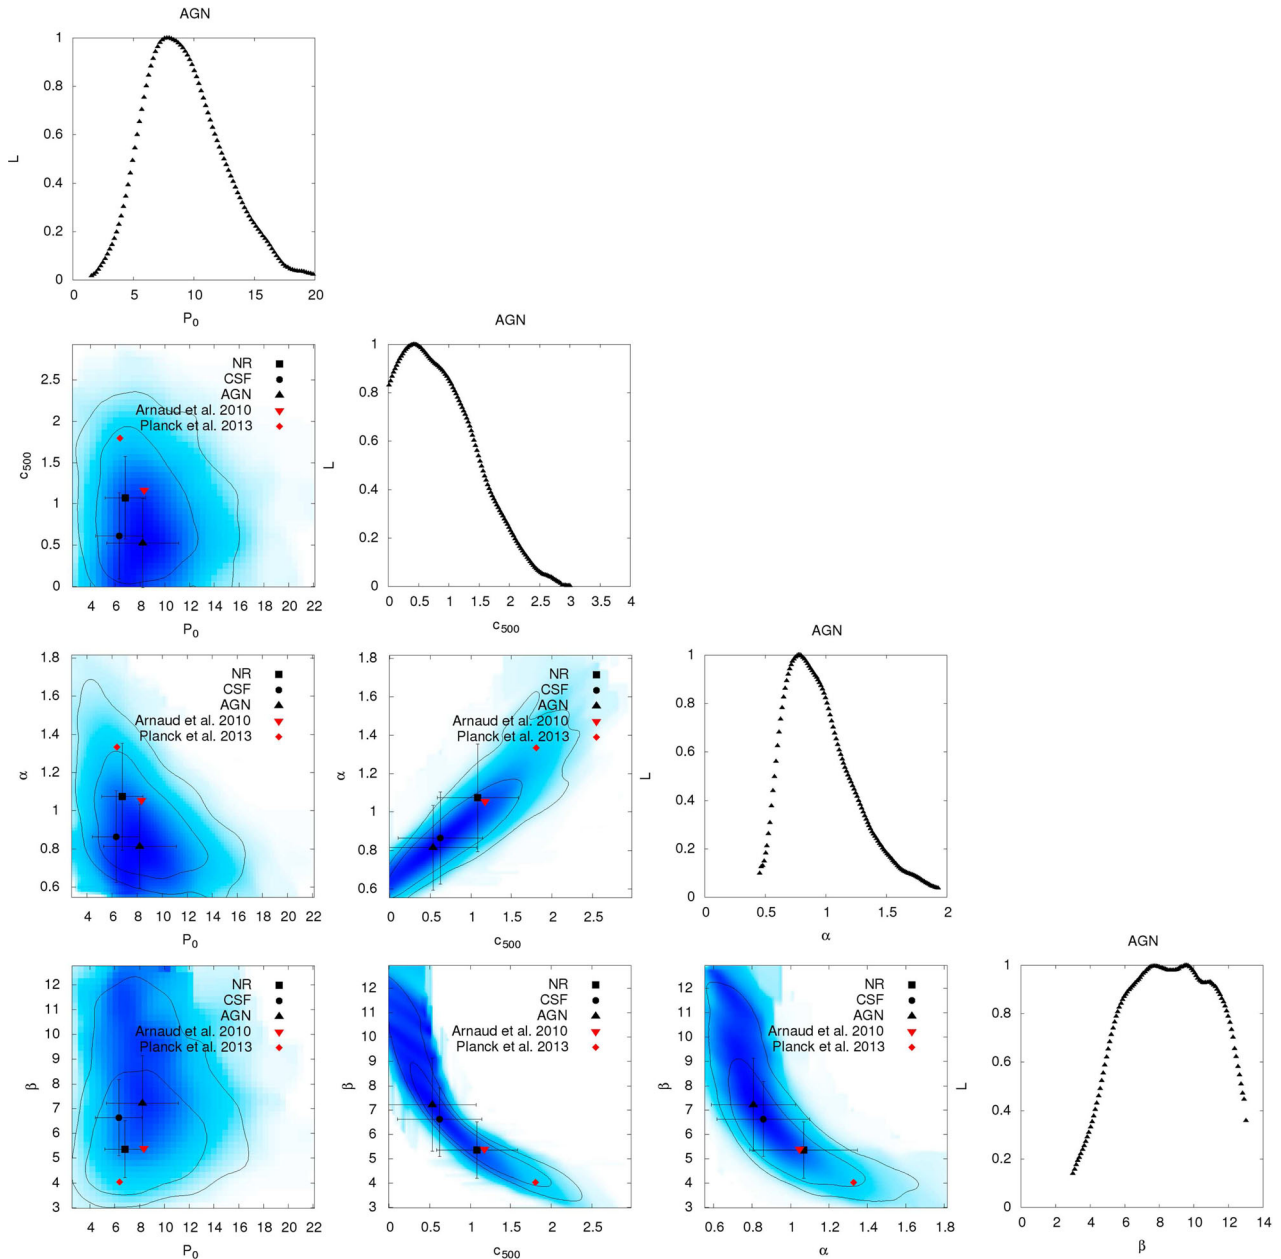 AGN
L
1
0.8
0.6
0.4
0.2
0
0 5 10 15 20
P0
AGN
c500
2.5
2
1.5
1
0.5
0
NR
CSF
AGN
Arnaud et al. 2010
Planck et al. 2013
4 6 8 10 12 14 16 18 20 22
P0
L
1
0.8
0.6
0.4
0.2
0
0 0.5 1 1.5 2 2.5 3 3.5 4
c500
AGN
α
1.8
1.6
1.4
1.2
1
0.8
0.6
NR
CSF
AGN
Arnaud et al. 2010
Planck et al. 2013
4 6 8 10 12 14 16 18 20 22
P0
α
1.8
1.6
1.4
1.2
1
0.8
0.6
NR
CSF
AGN
Arnaud et al. 2010
Planck et al. 2013
0 0.5 1 1.5 2 2.5
c500
L
1
0.8
0.6
0.4
0.2
0
0 0.5 1 1.5 2
α
AGN
β
12
11
10
9
8
7
6
5
4
3
NR
CSF
AGN
Arnaud et al. 2010
Planck et al. 2013
4 6 8 10 12 14 16 18 20 22
P0
β
12
11
10
9
8
7
6
5
4
3
NR
CSF
AGN
Arnaud et al. 2010
Planck et al. 2013
0 0.5 1 1.5 2 2.5
c500
β
12
11
10
9
8
7
6
5
4
3
NR
CSF
AGN
Arnaud et al. 2010
Planck et al. 2013
0.6 0.8 1 1.2 1.4 1.6 1.8
α
L
1
0.8
0.6
0.4
0.2
0
0 2 4 6 8 10 12 14
β